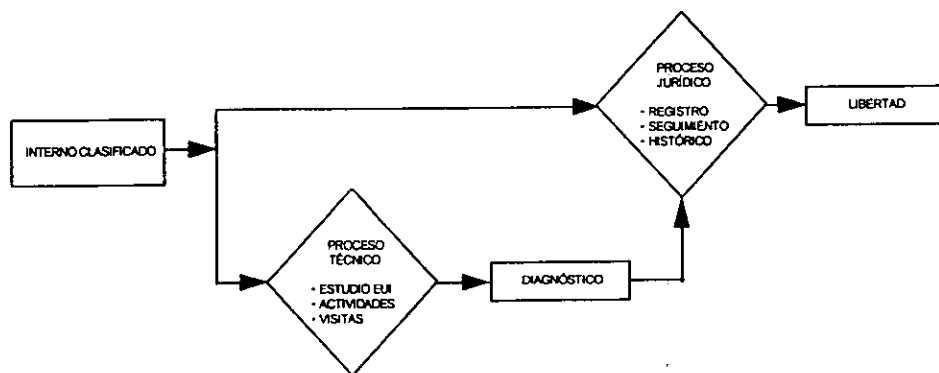 INTERNO CLASIFICADO
PROCESO
TÉCNICO
• ESTUDIO EUI
• ACTIVIDADES
• VISITAS
DIAGNÓSTICO
PROCESO
JURÍDICO
• REGISTRO
• SEGUIMIENTO
• HISTÓRICO
LIBERTAD